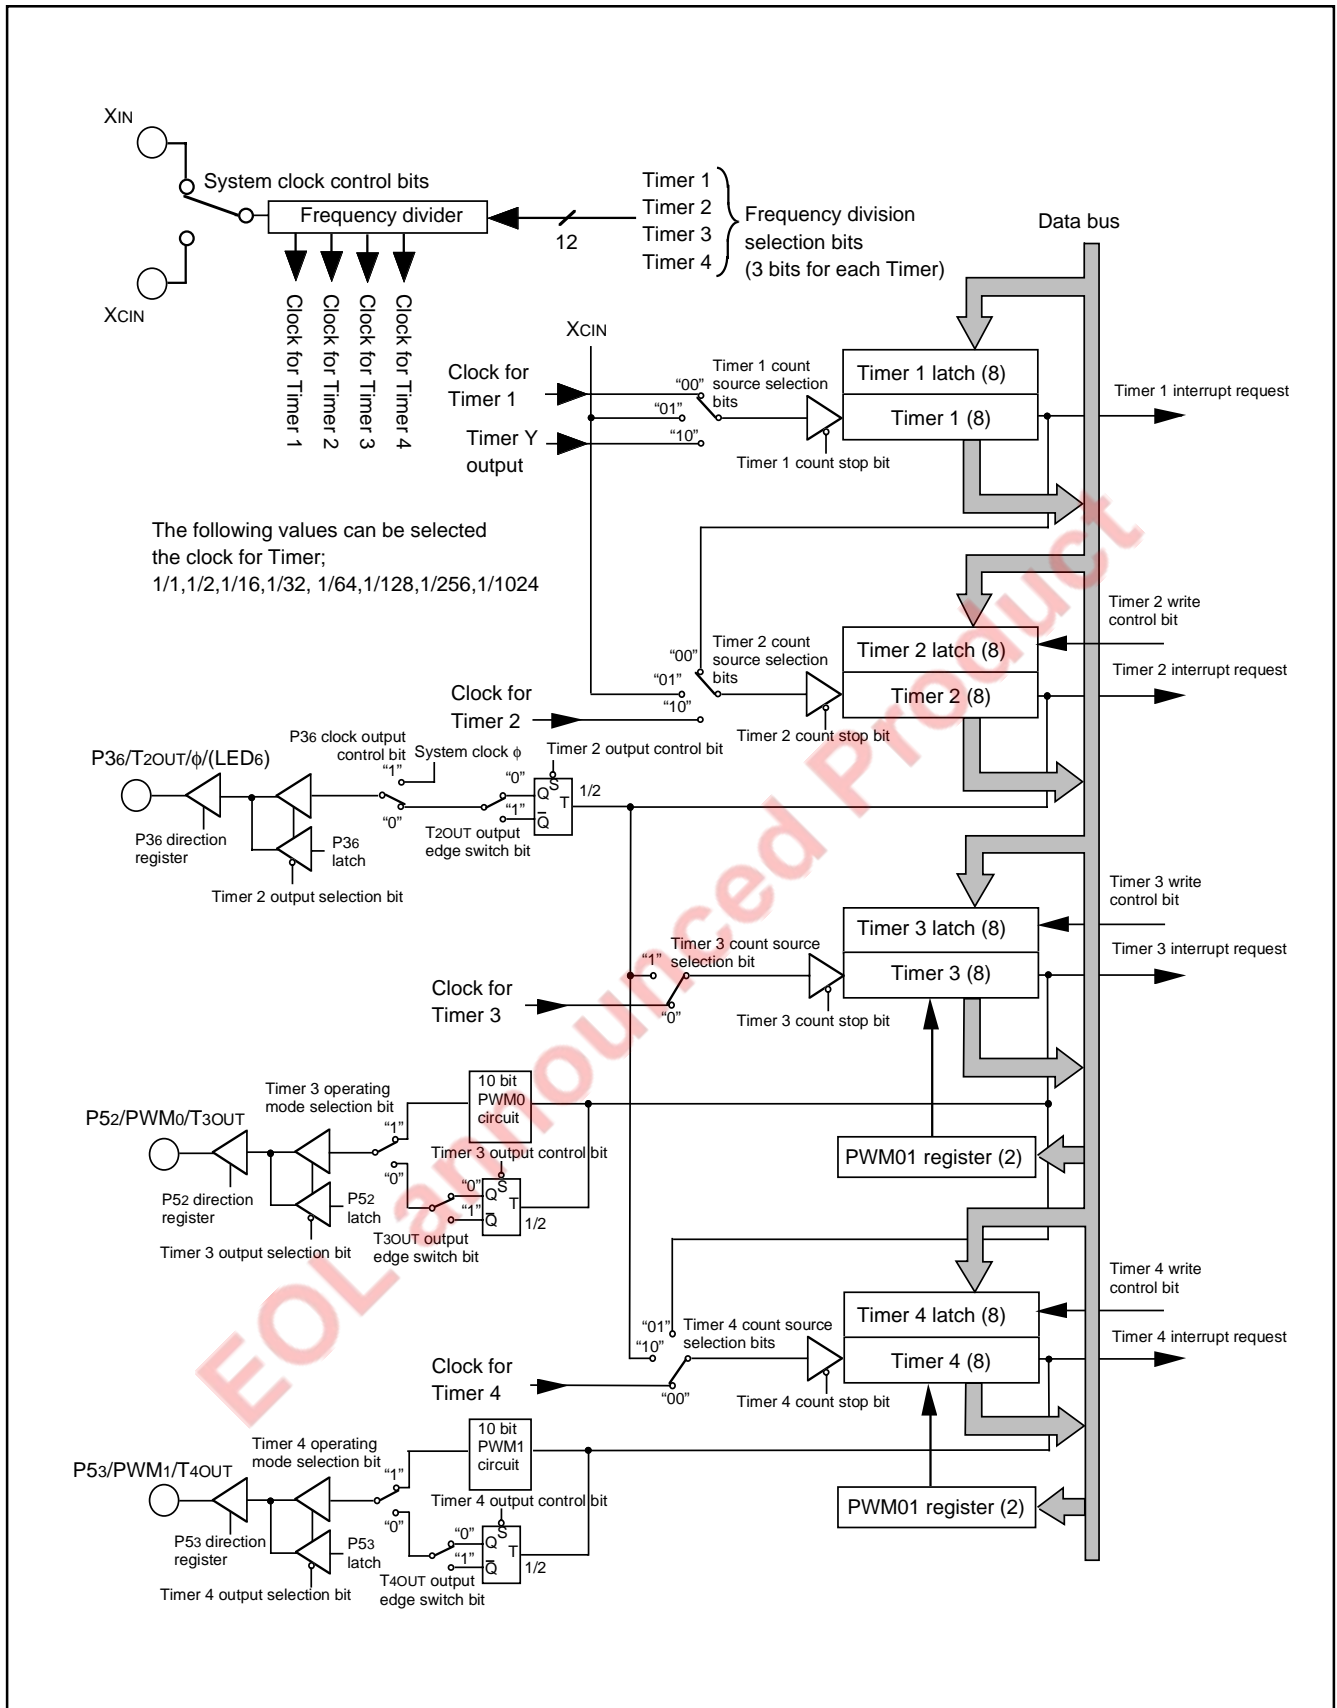 XIN
System clock control bits
Frequency divider
XCIN
12
Timer 1
Timer 2
Timer 3
Timer 4
Frequency division
selection bits
(3 bits for each Timer)
Data bus
Clock for Timer 1
Clock for Timer 2
Clock for Timer 3
Clock for Timer 4
XCIN
Clock for
Timer 1
Timer Y
output
"00"
"01"
"10"
Timer 1 count
source selection
bits
Timer 1 count stop bit
Timer 1 latch (8)
Timer 1 (8)
Timer 1 interrupt request
The following values can be selected
the clock for Timer;
1/1,1/2,1/16,1/32, 1/64,1/128,1/256,1/1024
Clock for
Timer 2
"00"
"01"
"10"
Timer 2 count
source selection
bits
Timer 2 count stop bit
Timer 2 latch (8)
Timer 2 (8)
Timer 2 write
control bit
Timer 2 interrupt request
P36/T2OUT/ϕ/(LED6)
P36 clock output
control bit
System clock ϕ
Timer 2 output control bit
"1"
"0"
"0"
"1"
Q
S
T
Q̅
1/2
T2OUT output
edge switch bit
P36 direction
register
P36
latch
Timer 2 output selection bit
Clock for
Timer 3
"1"
"0"
Timer 3 count source
selection bit
Timer 3 count stop bit
Timer 3 latch (8)
Timer 3 (8)
Timer 3 write
control bit
Timer 3 interrupt request
P52/PWM0/T3OUT
Timer 3 operating
mode selection bit
10 bit
PWM0
circuit
"1"
"0"
Timer 3 output control bit
"0"
"1"
Q
S
T
Q̅
1/2
T3OUT output
edge switch bit
P52 direction
register
P52
latch
Timer 3 output selection bit
PWM01 register (2)
Clock for
Timer 4
"01"
"10"
"00"
Timer 4 count source
selection bits
Timer 4 count stop bit
Timer 4 latch (8)
Timer 4 (8)
Timer 4 write
control bit
Timer 4 interrupt request
P53/PWM1/T4OUT
Timer 4 operating
mode selection bit
10 bit
PWM1
circuit
"1"
"0"
Timer 4 output control bit
"0"
"1"
Q
S
T
Q̅
1/2
T4OUT output
edge switch bit
P53 direction
register
P53
latch
Timer 4 output selection bit
PWM01 register (2)
EOL announced Product